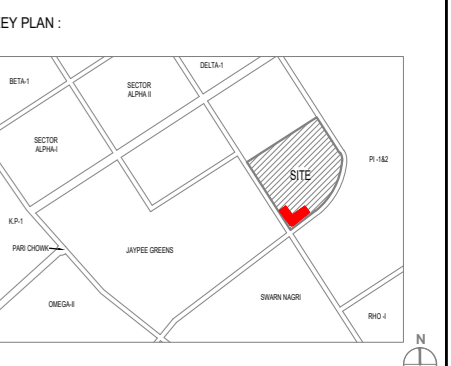 EY PLAN :
DELTA-1
BETA-1
SECTOR
ALPHA II
SECTOR
ALPHA-I
PI -1&2
SITE
K.P-1
PARI CHOWK
JAYPEE GREENS
SWARN NAGRI
OMEGA-II
RHO -I
N